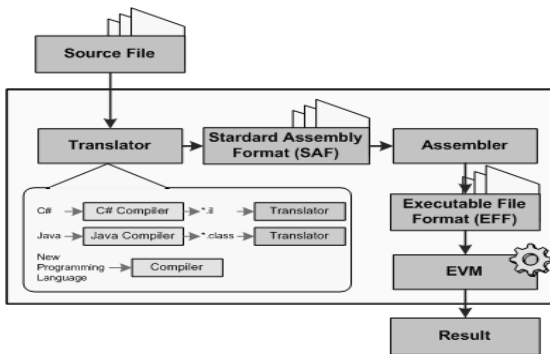 Source File
Translator
Stardard Assembly
Format (SAF)
Assembler
Executable File
Format (EFF)
EVM
Result
C#
C# Compiler
*.il
Translator
Java
Java Compiler
*.class
Translator
New
Programming
Language
Compiler